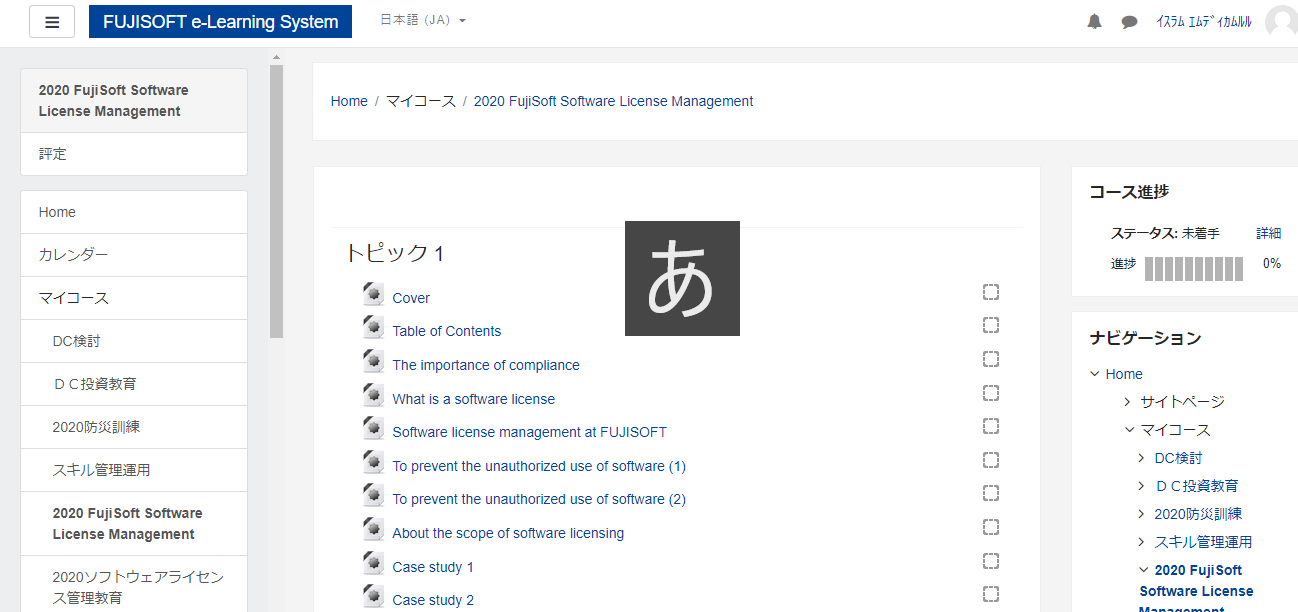 FUJISOFT e-Learning System
日本語 (JA)
ｲｽﾗﾑ ｴﾑﾃﾞｨｶﾑﾙﾙ
2020 FujiSoft Software
License Management
評定
Home
カレンダー
マイコース
DC検討
ＤＣ投資教育
2020防災訓練
スキル管理運用
2020 FujiSoft Software
License Management
2020ソフトウェアライセン
ス管理教育
Home / マイコース / 2020 FujiSoft Software License Management
トピック 1
あ
Cover
Table of Contents
The importance of compliance
What is a software license
Software license management at FUJISOFT
To prevent the unauthorized use of software (1)
To prevent the unauthorized use of software (2)
About the scope of software licensing
Case study 1
Case study 2
コース進捗
ステータス: 未着手 詳細
進捗 0%
ナビゲーション
Home
サイトページ
マイコース
DC検討
ＤＣ投資教育
2020防災訓練
スキル管理運用
2020 FujiSoft
Software License
Management